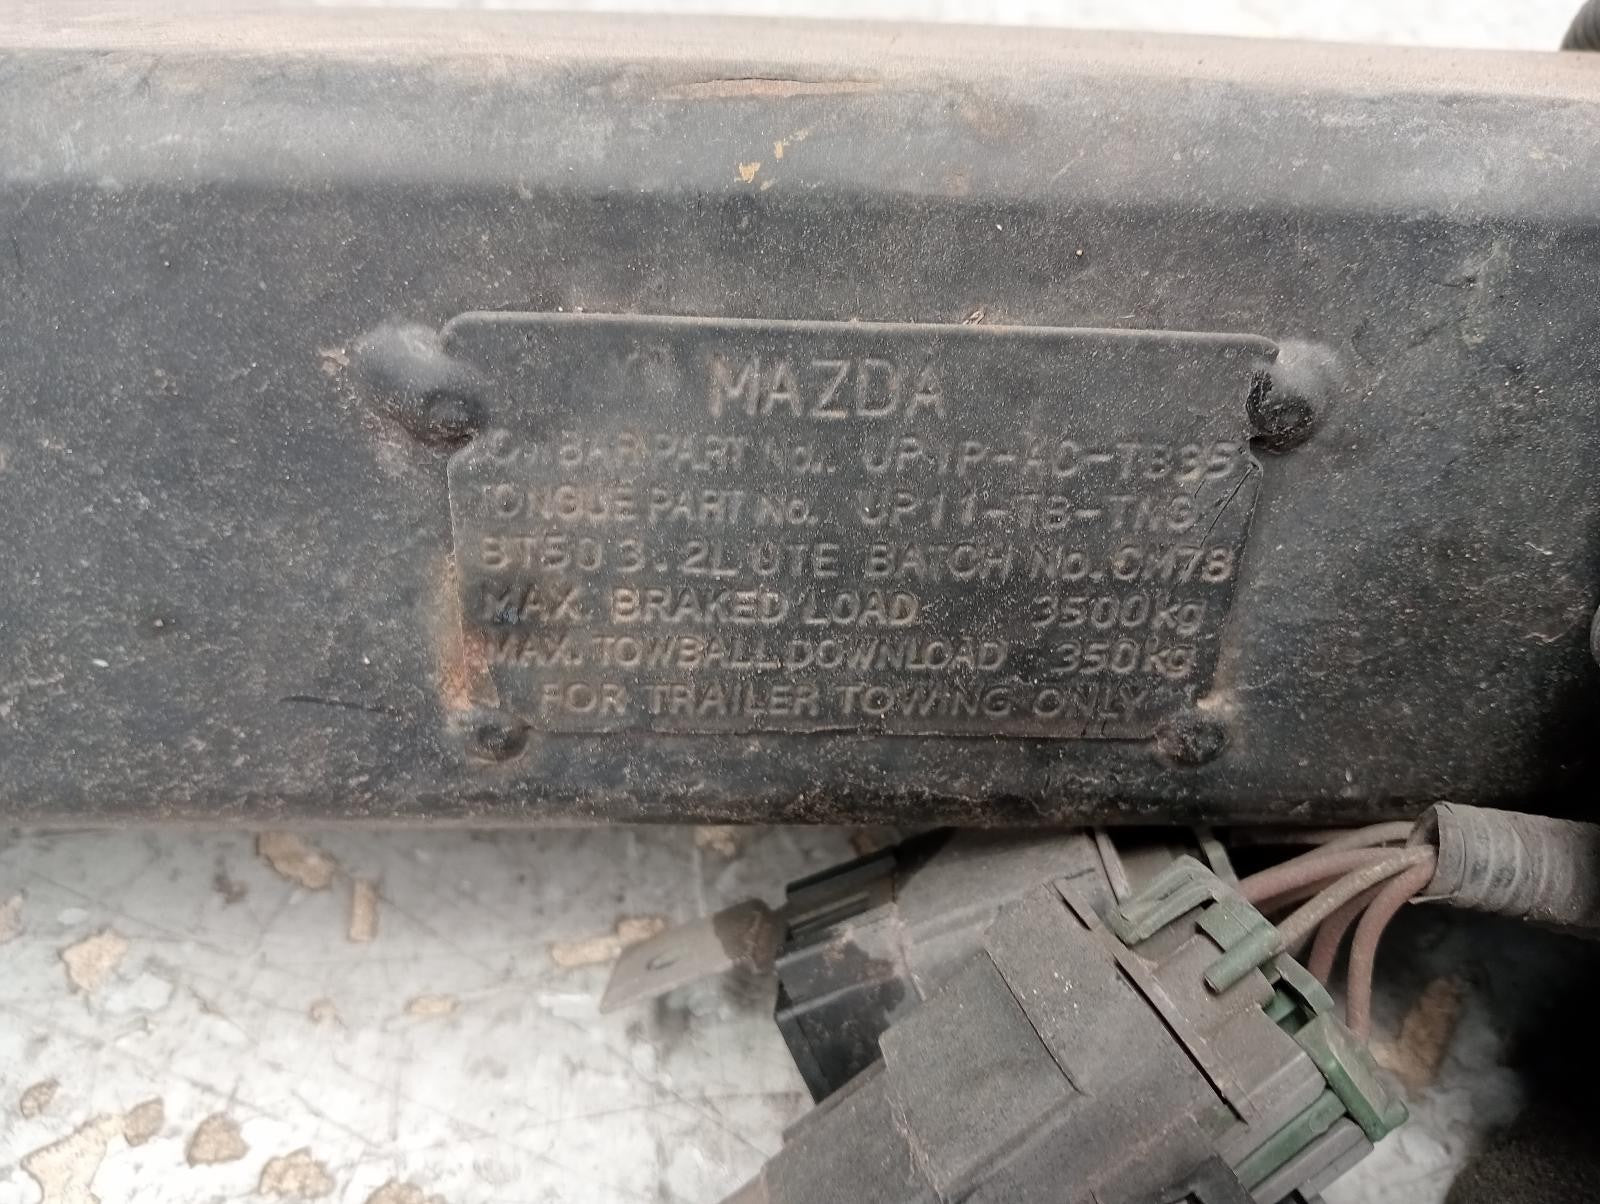 MAZDA
BAR PART No. UP1P-AC-TB35
TONGUE PART No. UP11-TB-TNG
BT50 3.2L UTE BATCH No. CM78
MAX. BRAKED LOAD 3500kg
MAX. TOWBALL DOWNLOAD 350kg
FOR TRAILER TOWING ONLY